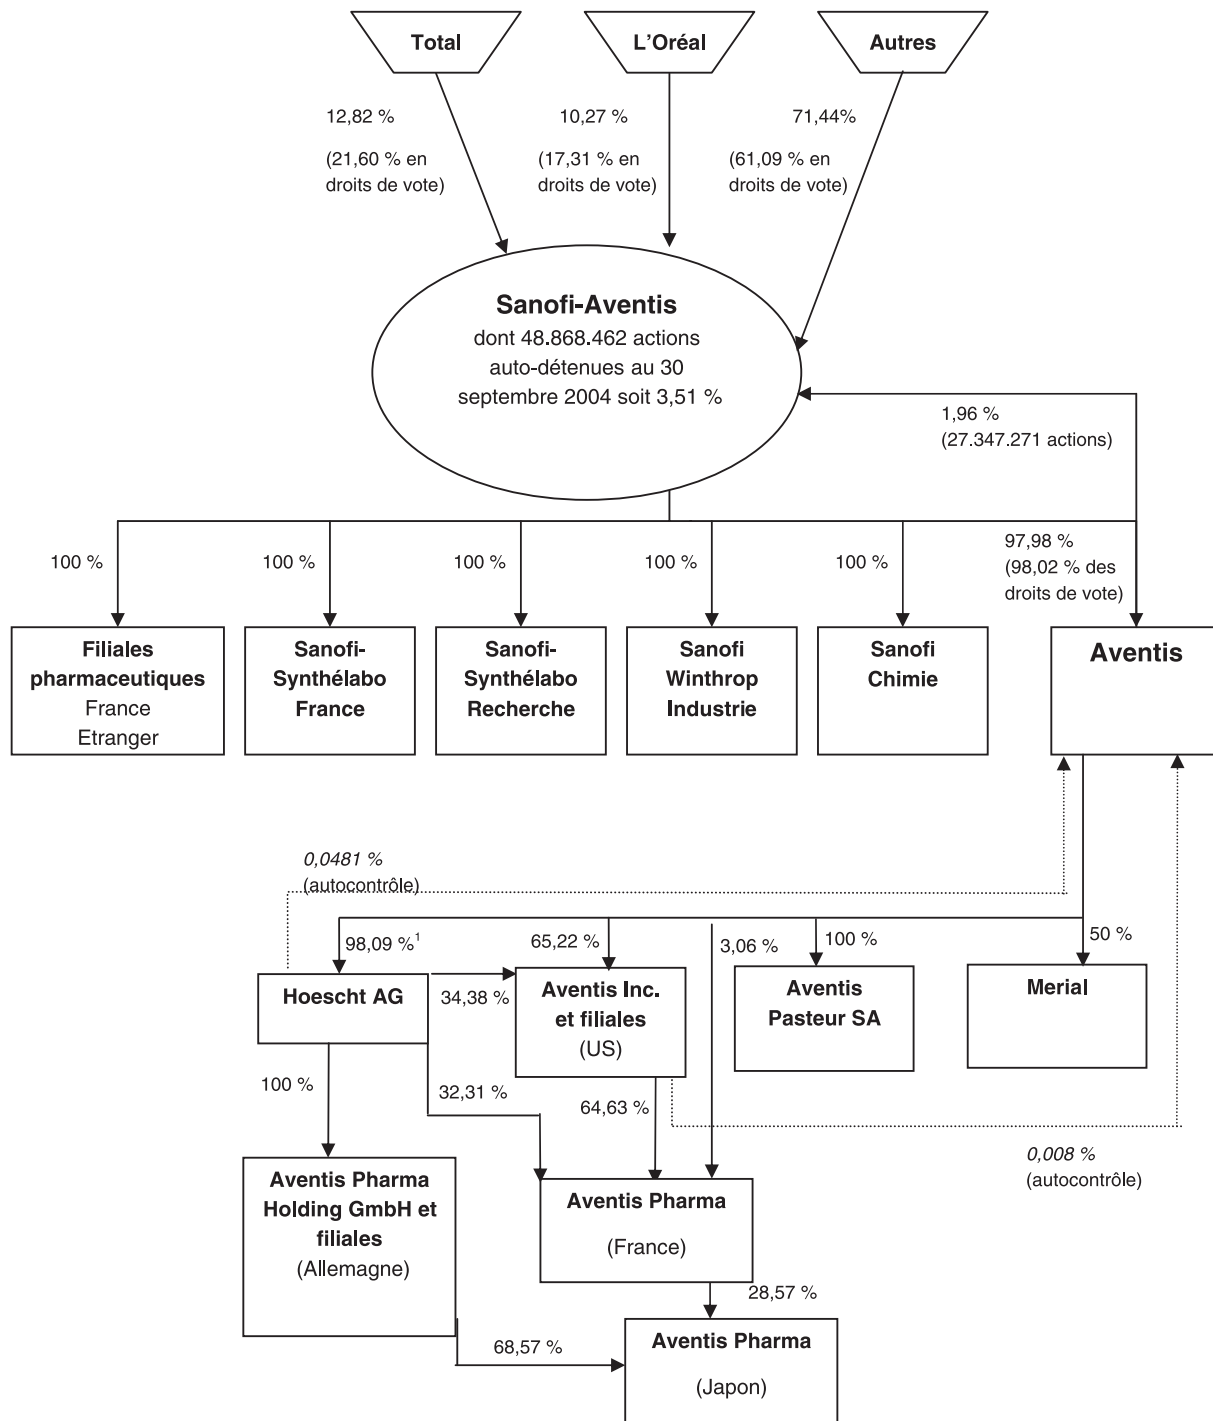 Total
L'Oréal
Autres
12,82 %
(21,60 % en
droits de vote)
10,27 %
(17,31 % en
droits de vote)
71,44%
(61,09 % en
droits de vote)
Sanofi-Aventis
dont 48.868.462 actions
auto-détenues au 30
septembre 2004 soit 3,51 %
1,96 %
(27.347.271 actions)
100 %
100 %
100 %
100 %
100 %
97,98 %
(98,02 % des
droits de vote)
Filiales
pharmaceutiques
France
Etranger
Sanofi-
Synthélabo
France
Sanofi-
Synthélabo
Recherche
Sanofi
Winthrop
Industrie
Sanofi
Chimie
Aventis
0,0481 %
(autocontrôle)
98,09 %¹
65,22 %
3,06 %
100 %
50 %
Hoescht AG
34,38 %
Aventis Inc.
et filiales
(US)
Aventis
Pasteur SA
Merial
100 %
32,31 %
64,63 %
0,008 %
(autocontrôle)
Aventis Pharma
Holding GmbH et
filiales
(Allemagne)
Aventis Pharma
(France)
28,57 %
68,57 %
Aventis Pharma
(Japon)